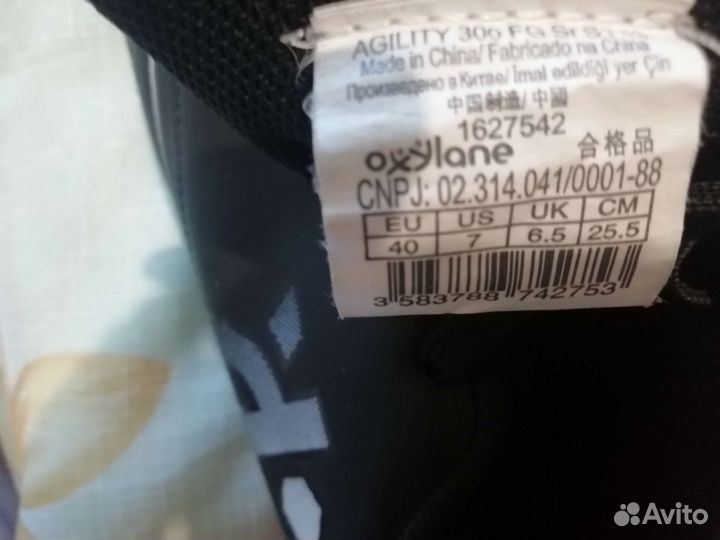 AGILITY 300 FG Sr
Made in China/ Fabricado na China
Произведено в Китае/ İmal edildiği yer Çin
中国制造/ 中國
1627542
oxylane 合格品
CNPJ: 02.314.041/0001-88
EU US UK CM
40 7 6.5 25.5
3 583788 742753
Avito